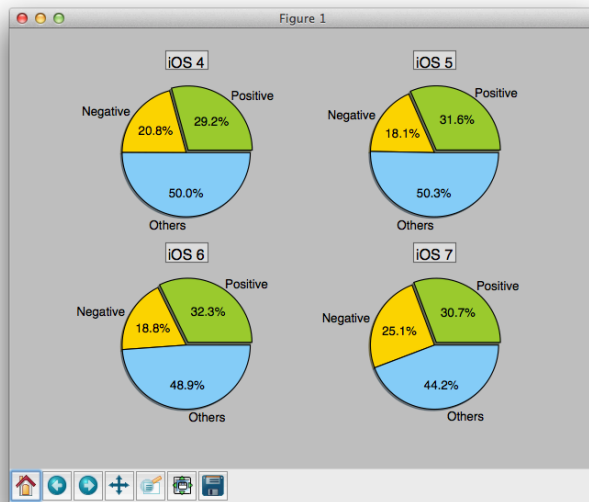 Figure 1
iOS 4
Negative
Positive
20.8%
29.2%
50.0%
Others
iOS 5
Negative
Positive
18.1%
31.6%
50.3%
Others
iOS 6
Negative
Positive
18.8%
32.3%
48.9%
Others
iOS 7
Negative
Positive
25.1%
30.7%
44.2%
Others